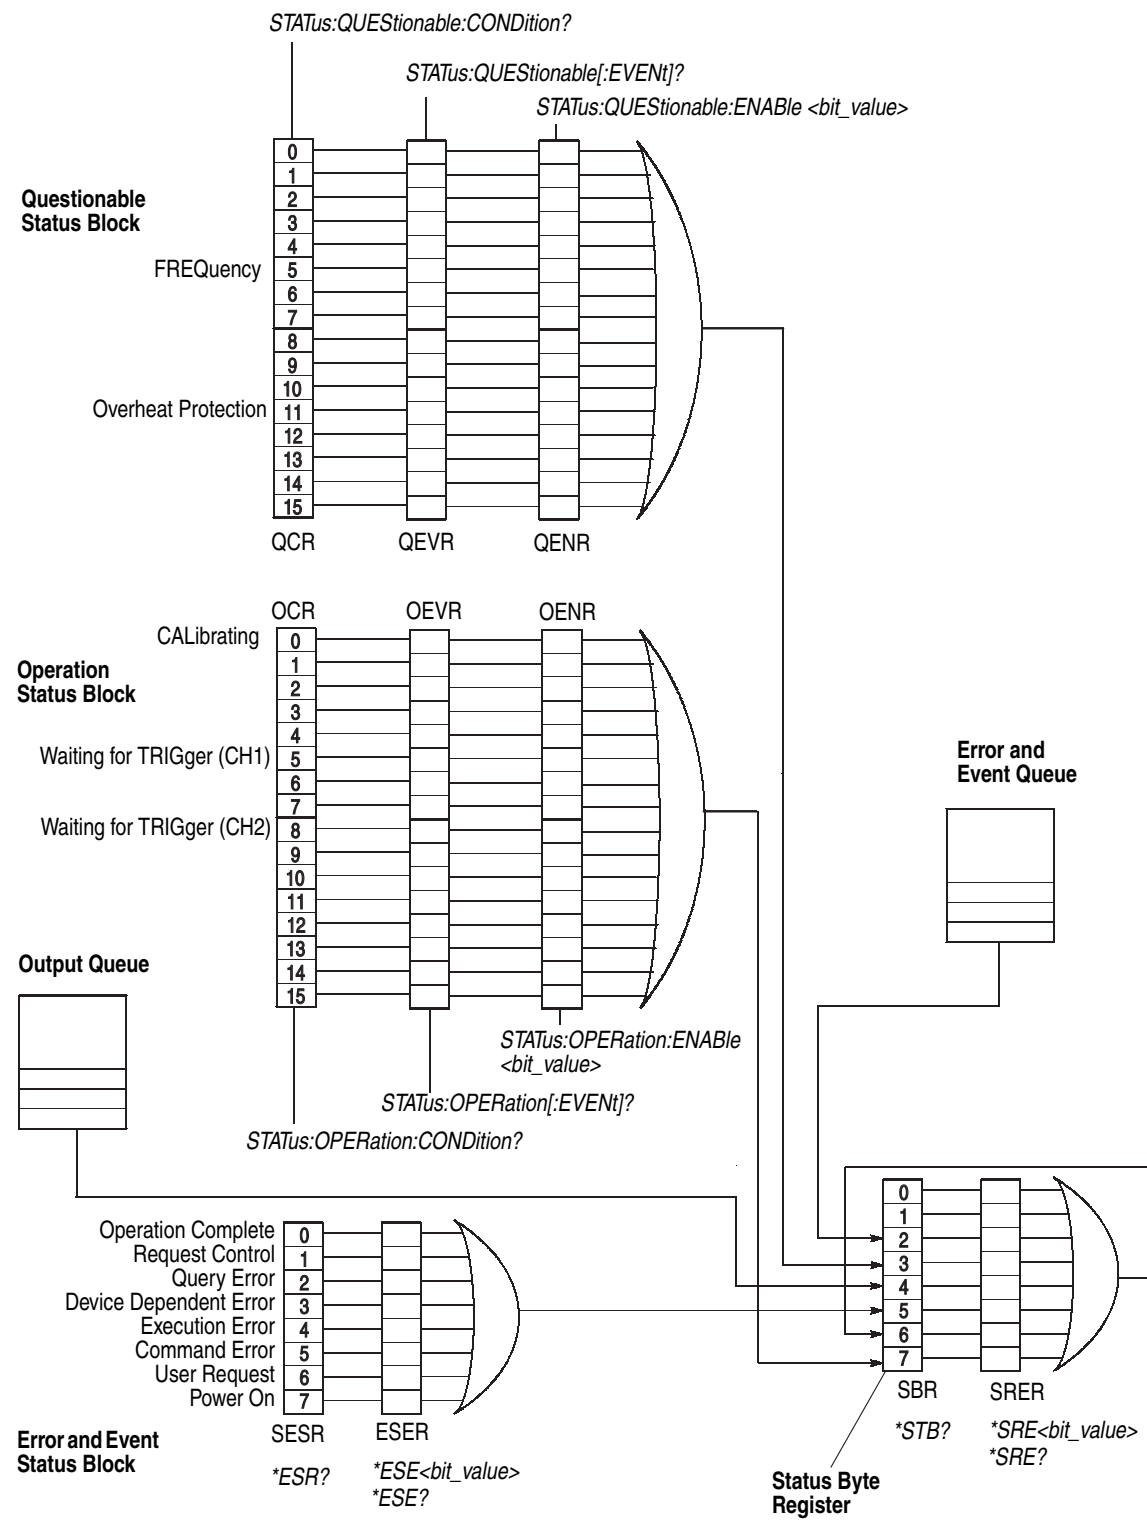 STATus:QUEStionable:CONDition?
STATus:QUEStionable[:EVENt]?
STATus:QUEStionable:ENABle <bit_value>
Questionable
Status Block
0
1
2
3
4
FREQuency 5
6
7
8
9
10
Overheat Protection 11
12
13
14
15
QCR QEVR QENR
OCR OEVR OENR
CALibrating 0
Operation
Status Block
1
2
3
4
Waiting for TRIGger (CH1) 5
6
7
Waiting for TRIGger (CH2) 8
9
10
11
12
13
14
15
Error and
Event Queue
Output Queue
STATus:OPERation:ENABle
<bit_value>
STATus:OPERation[:EVENt]?
STATus:OPERation:CONDition?
Operation Complete 0
Request Control 1
Query Error 2
Device Dependent Error 3
Execution Error 4
Command Error 5
User Request 6
Power On 7
SESR ESER
Error and Event
Status Block
*ESR?
*ESE<bit_value>
*ESE?
0
1
2
3
4
5
6
7
SBR SRER
*STB?
*SRE<bit_value>
*SRE?
Status Byte
Register